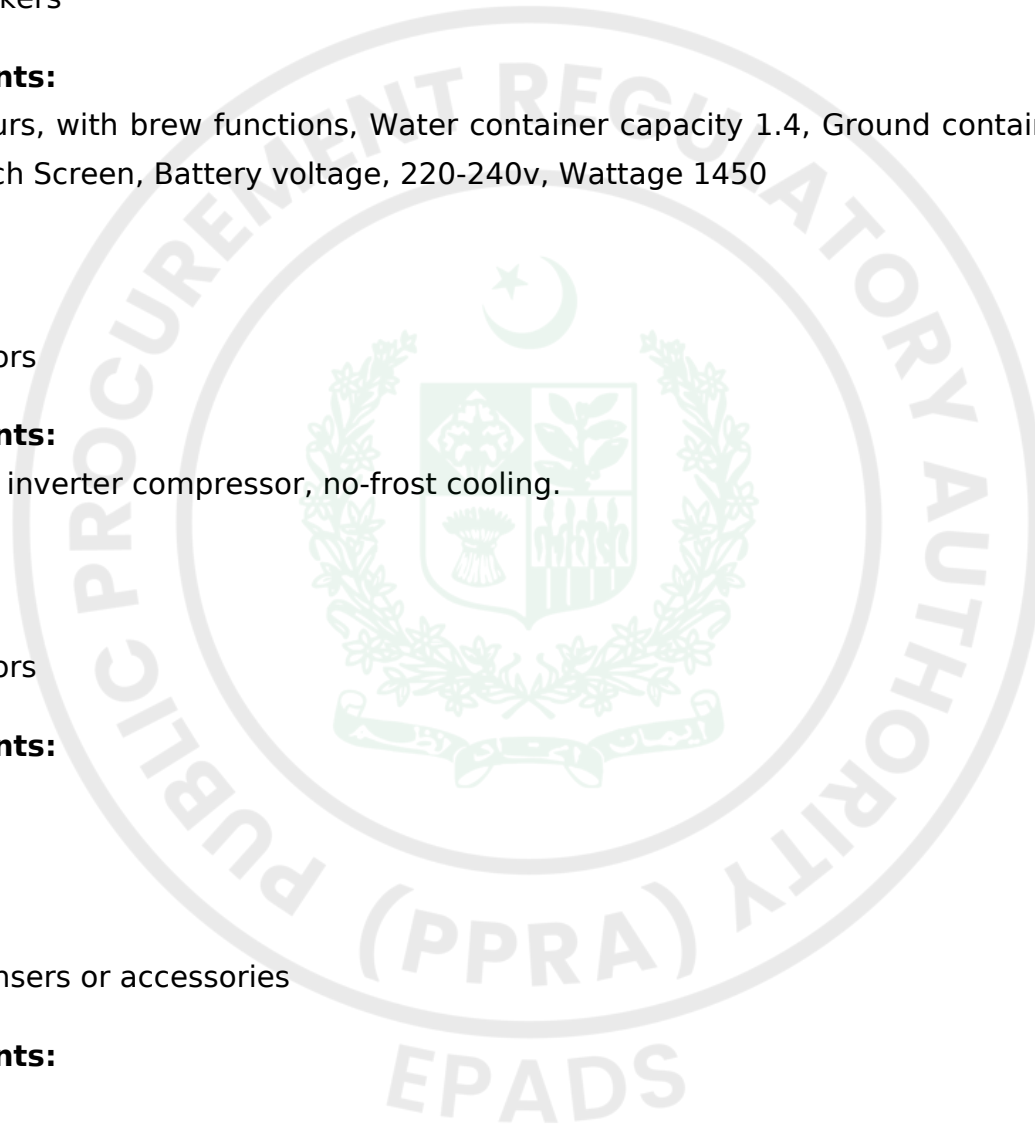 kers
nts:
urs, with brew functions, Water container capacity 1.4, Ground contai
ch Screen, Battery voltage, 220-240v, Wattage 1450
ors
nts:
inverter compressor, no-frost cooling.
ors
nts:
nsers or accessories
nts:
PUBLIC PROCUREMENT REGULATORY AUTHORITY
(PPRA)
EPADS